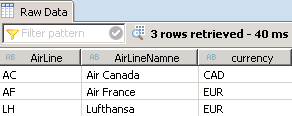 Raw Data
Filter pattern 3 rows retrieved - 40 ms
AB AirLine AB AirLineNamne AB currency
AC Air Canada CAD
AF Air France EUR
LH Lufthansa EUR